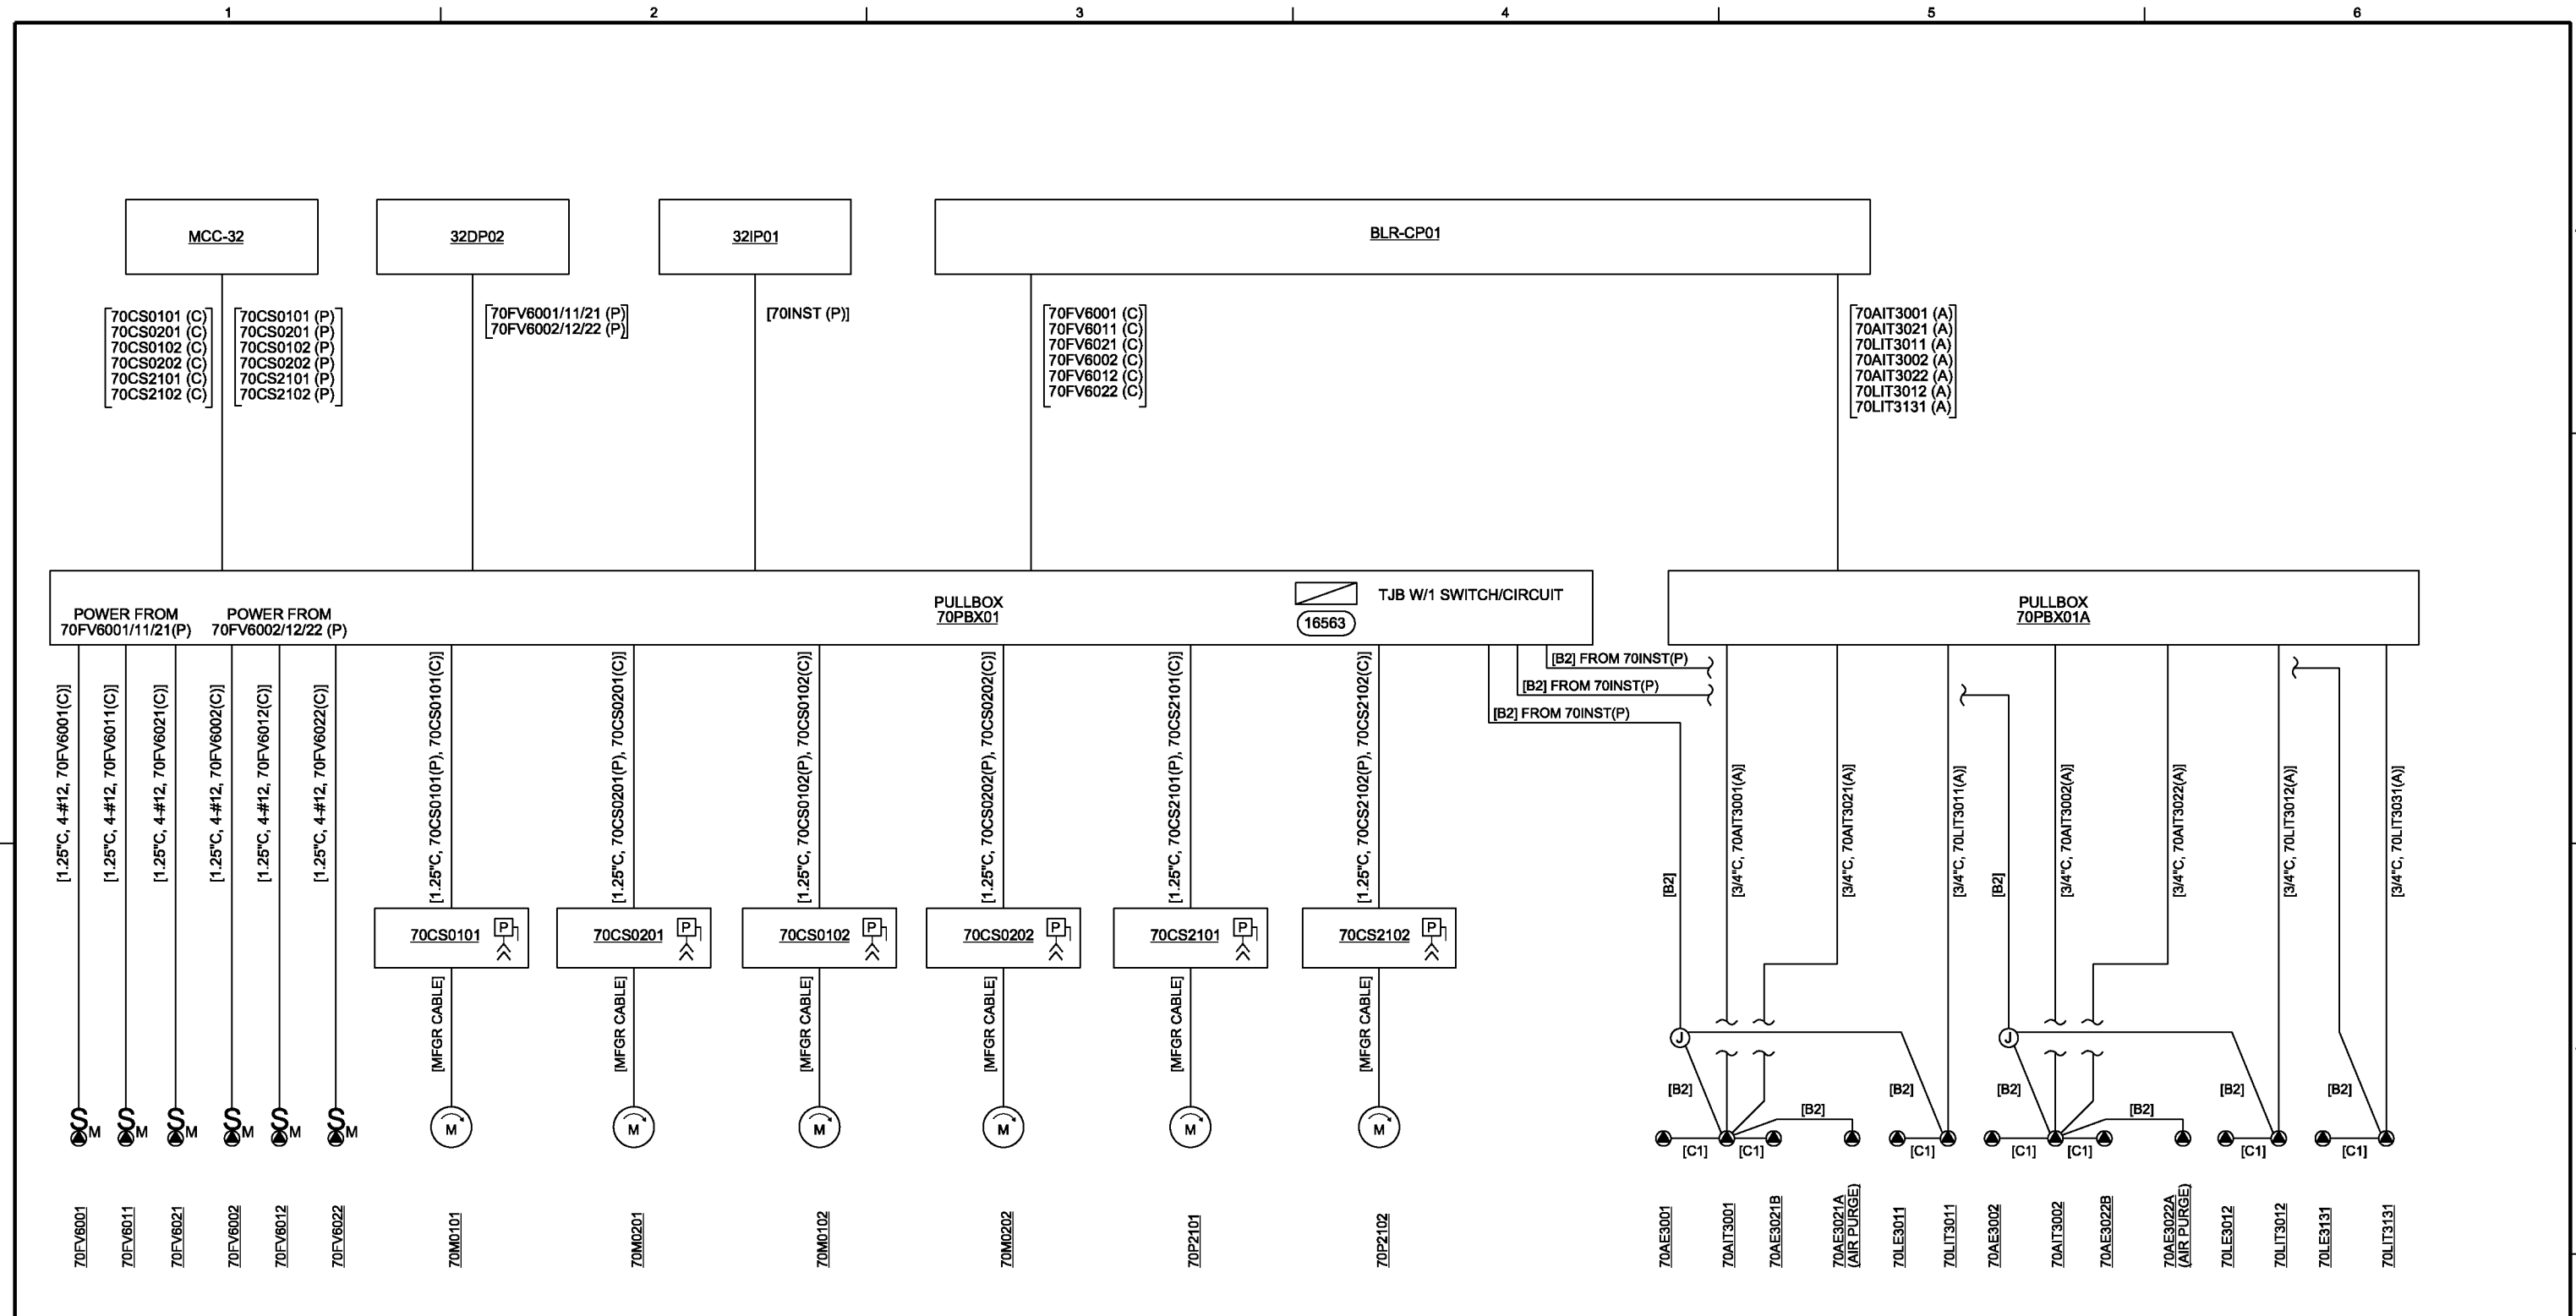 1
2
3
4
5
6
MCC-32
32DP02
32IP01
BLR-CP01
70CS0101 (C)
70CS0201 (C)
70CS0102 (C)
70CS0202 (C)
70CS2101 (C)
70CS2102 (C)
70CS0101 (P)
70CS0201 (P)
70CS0102 (P)
70CS0202 (P)
70CS2101 (P)
70CS2102 (P)
70FV6001/11/21 (P)
70FV6002/12/22 (P)
[70INST (P)]
70FV6001 (C)
70FV6011 (C)
70FV6021 (C)
70FV6002 (C)
70FV6012 (C)
70FV6022 (C)
70AIT3001 (A)
70AIT3021 (A)
70LIT3011 (A)
70AIT3002 (A)
70AIT3022 (A)
70LIT3012 (A)
70LIT3131 (A)
POWER FROM
70FV6001/11/21(P)
POWER FROM
70FV6002/12/22 (P)
PULLBOX
70PBX01
TJB W/1 SWITCH/CIRCUIT
16563
PULLBOX
70PBX01A
[B2] FROM 70INST(P)
[B2] FROM 70INST(P)
[B2] FROM 70INST(P)
[1.25"C, 4-#12, 70FV6001(C)]
[1.25"C, 4-#12, 70FV6011(C)]
[1.25"C, 4-#12, 70FV6021(C)]
[1.25"C, 4-#12, 70FV6002(C)]
[1.25"C, 4-#12, 70FV6012(C)]
[1.25"C, 4-#12, 70FV6022(C)]
[1.25"C, 70CS0101(P), 70CS0101(C)]
[1.25"C, 70CS0201(P), 70CS0201(C)]
[1.25"C, 70CS0102(P), 70CS0102(C)]
[1.25"C, 70CS0202(P), 70CS0202(C)]
[1.25"C, 70CS2101(P), 70CS2101(C)]
[1.25"C, 70CS2102(P), 70CS2102(C)]
[B2]
[3/4"C, 70AIT3001(A)]
[3/4"C, 70AIT3021(A)]
[3/4"C, 70LIT3011(A)]
[B2]
[3/4"C, 70AIT3002(A)]
[3/4"C, 70AIT3022(A)]
[3/4"C, 70LIT3012(A)]
[3/4"C, 70LIT3031(A)]
70CS0101
P
70CS0201
P
70CS0102
P
70CS0202
P
70CS2101
P
70CS2102
P
[MFGR CABLE]
[MFGR CABLE]
[MFGR CABLE]
[MFGR CABLE]
[MFGR CABLE]
[MFGR CABLE]
J
J
[B2]
[B2]
[B2]
[B2]
[B2]
[B2]
[B2]
S
M
S
M
S
M
S
M
S
M
S
M
M
M
M
M
M
M
[C1]
[C1]
[C1]
[C1]
[C1]
[C1]
[C1]
70FV6001
70FV6011
70FV6021
70FV6002
70FV6012
70FV6022
70M0101
70M0201
70M0102
70M0202
70P2101
70P2102
70AE3001
70AIT3001
70AE3021B
70AE3021A
(AIR PURGE)
70LE3011
70LIT3011
70AE3002
70AIT3002
70AE3022B
70AE3022A
(AIR PURGE)
70LE3012
70LIT3012
70LE3131
70LIT3131